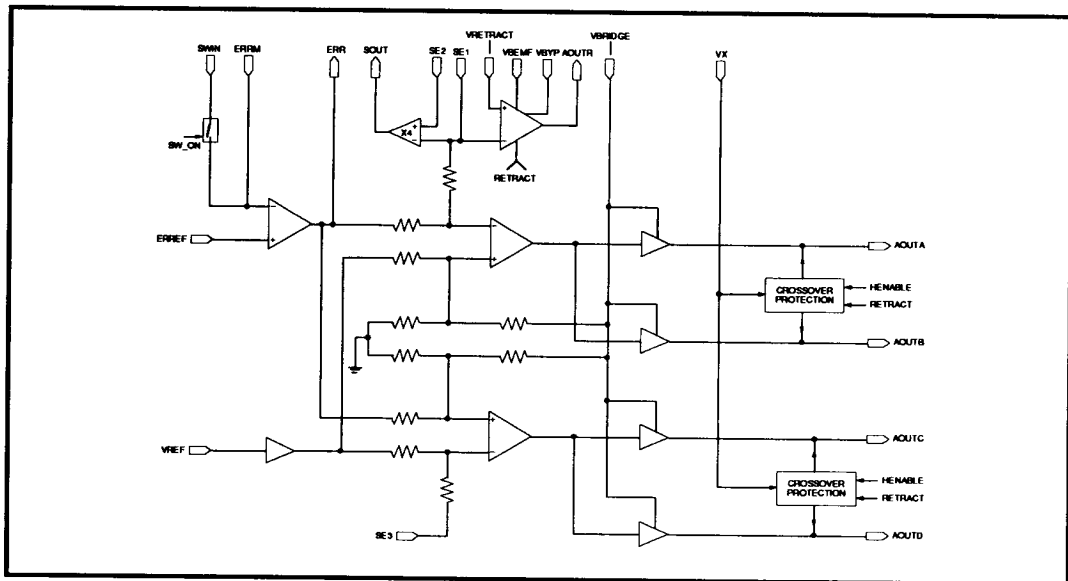 SWIN
ERRM
ERR
SOUT
SE2
SE1
VRETRACT
VBEMF
VBYP
AOUTR
VBRIDGE
VX
SW_ON
X4
+
−
+
−
RETRACT
−
+
ERREF
−
+
AOUTA
CROSSOVER
PROTECTION
HENABLE
RETRACT
AOUTB
+
−
AOUTC
VREF
CROSSOVER
PROTECTION
HENABLE
RETRACT
SE3
AOUTD